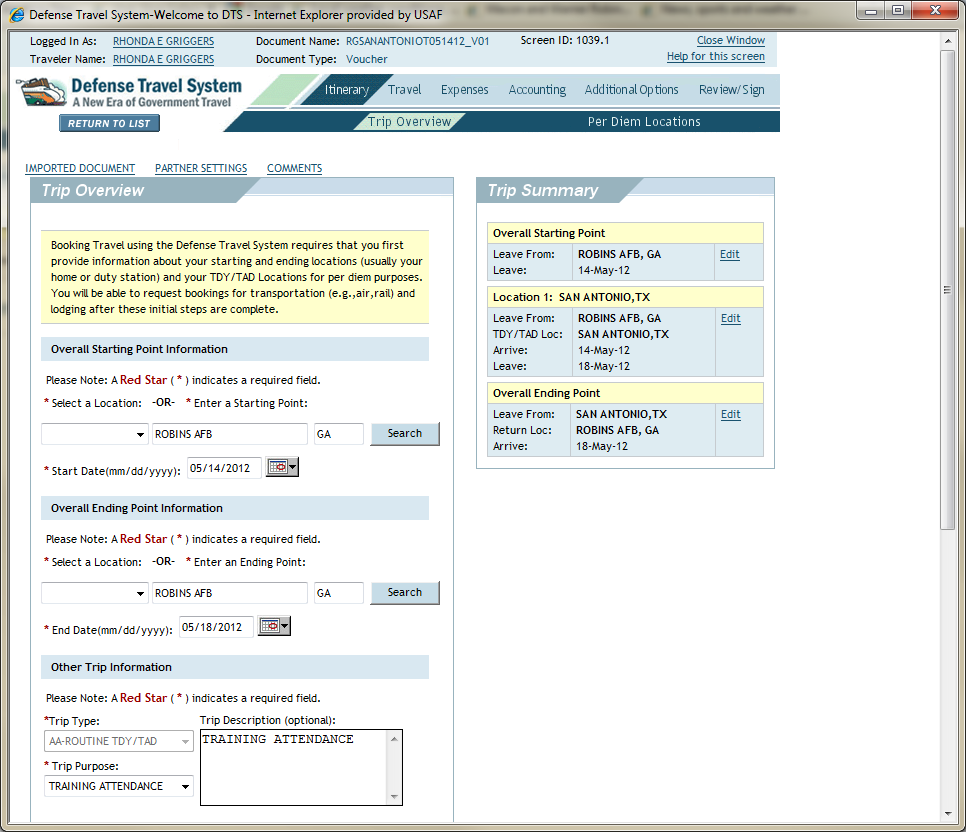 Defense Travel System-Welcome to DTS - Internet Explorer provided by USAF
Logged In As: RHONDA E GRIGGERS Document Name: RGSANANTONIOT051412_V01 Screen ID: 1039.1 Close Window
Traveler Name: RHONDA E GRIGGERS Document Type: Voucher Help for this screen
Defense Travel System
A New Era of Government Travel
Itinerary Travel Expenses Accounting Additional Options Review/Sign
RETURN TO LIST
Trip Overview Per Diem Locations
IMPORTED DOCUMENT PARTNER SETTINGS COMMENTS
Trip Overview
Booking Travel using the Defense Travel System requires that you first
provide information about your starting and ending locations (usually your
home or duty station) and your TDY/TAD Locations for per diem purposes.
You will be able to request bookings for transportation (e.g.,air,rail) and
lodging after these initial steps are complete.
Overall Starting Point Information
Please Note: A Red Star ( * ) indicates a required field.
* Select a Location: -OR- * Enter a Starting Point:
ROBINS AFB GA Search
* Start Date(mm/dd/yyyy): 05/14/2012
Overall Ending Point Information
Please Note: A Red Star ( * ) indicates a required field.
* Select a Location: -OR- * Enter an Ending Point:
ROBINS AFB GA Search
* End Date(mm/dd/yyyy): 05/18/2012
Other Trip Information
Please Note: A Red Star ( * ) indicates a required field.
*Trip Type: Trip Description (optional):
AA-ROUTINE TDY/TAD TRAINING ATTENDANCE
* Trip Purpose:
TRAINING ATTENDANCE
Trip Summary
Overall Starting Point
Leave From: ROBINS AFB, GA Edit
Leave: 14-May-12
Location 1: SAN ANTONIO,TX
Leave From: ROBINS AFB, GA Edit
TDY/TAD Loc: SAN ANTONIO,TX
Arrive: 14-May-12
Leave: 18-May-12
Overall Ending Point
Leave From: SAN ANTONIO,TX Edit
Return Loc: ROBINS AFB, GA
Arrive: 18-May-12